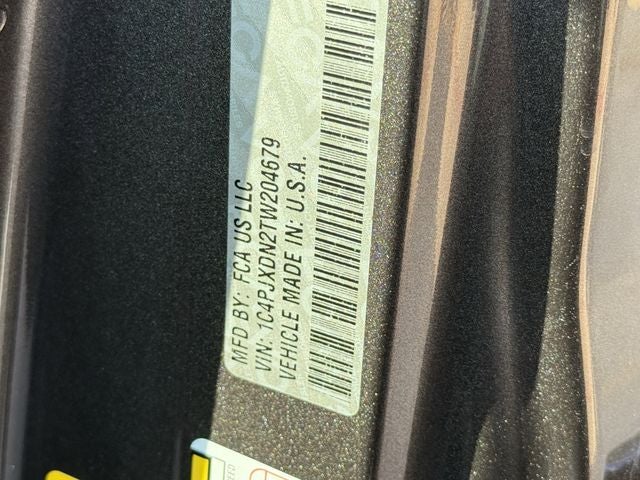 MFD BY: FCA US LLC
VIN: 1C4PJXDN2TW204679
VEHICLE MADE IN: U.S.A.